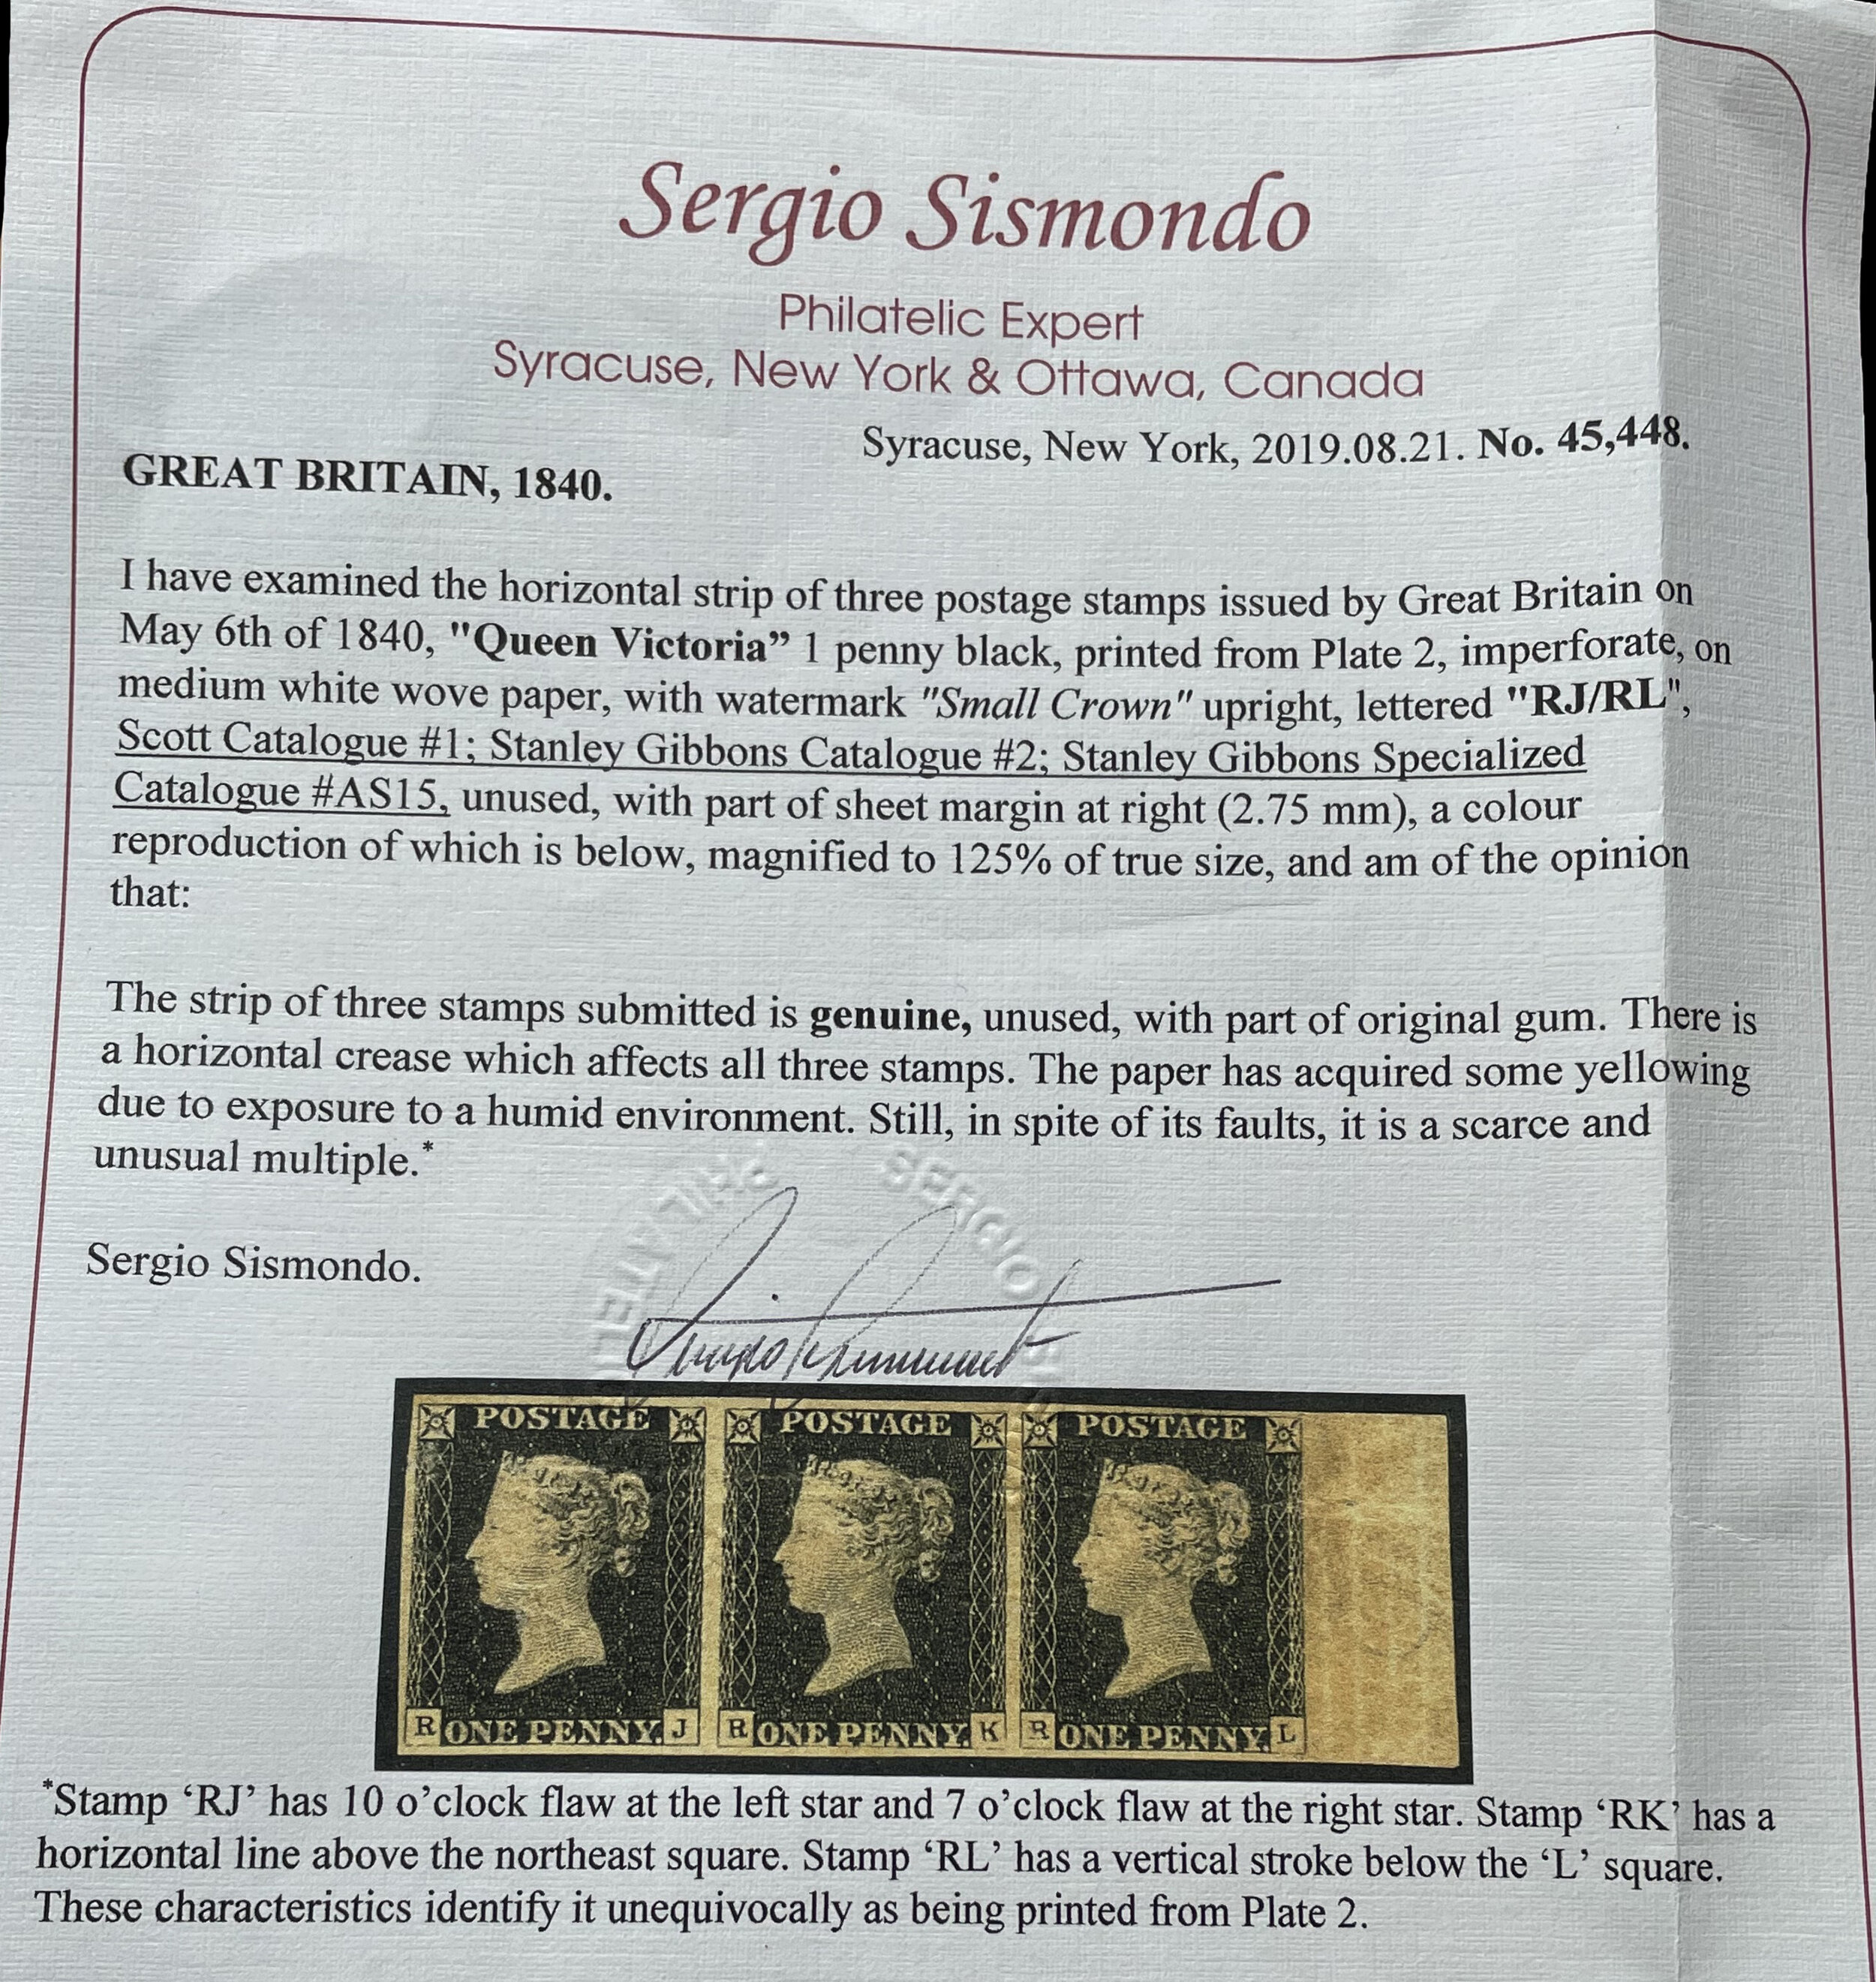 Sergio Sismondo
Philatelic Expert
Syracuse, New York & Ottawa, Canada
Syracuse, New York, 2019.08.21. No. 45,448.
GREAT BRITAIN, 1840.
I have examined the horizontal strip of three postage stamps issued by Great Britain on
May 6th of 1840, "Queen Victoria” 1 penny black, printed from Plate 2, imperforate, on
medium white wove paper, with watermark "Small Crown" upright, lettered "RJ/RL",
Scott Catalogue #1; Stanley Gibbons Catalogue #2; Stanley Gibbons Specialized
Catalogue #AS15, unused, with part of sheet margin at right (2.75 mm), a colour
reproduction of which is below, magnified to 125% of true size, and am of the opinion
that:
The strip of three stamps submitted is genuine, unused, with part of original gum. There is
a horizontal crease which affects all three stamps. The paper has acquired some yellowing
due to exposure to a humid environment. Still, in spite of its faults, it is a scarce and
unusual multiple.*
SERGIO
Sergio Sismondo.
POSTAGE POSTAGE POSTAGE
R ONE PENNY. J R ONE PENNY. K R ONE PENNY. L
*Stamp ‘RJ’ has 10 o’clock flaw at the left star and 7 o’clock flaw at the right star. Stamp ‘RK’ has a
horizontal line above the northeast square. Stamp ‘RL’ has a vertical stroke below the ‘L’ square.
These characteristics identify it unequivocally as being printed from Plate 2.